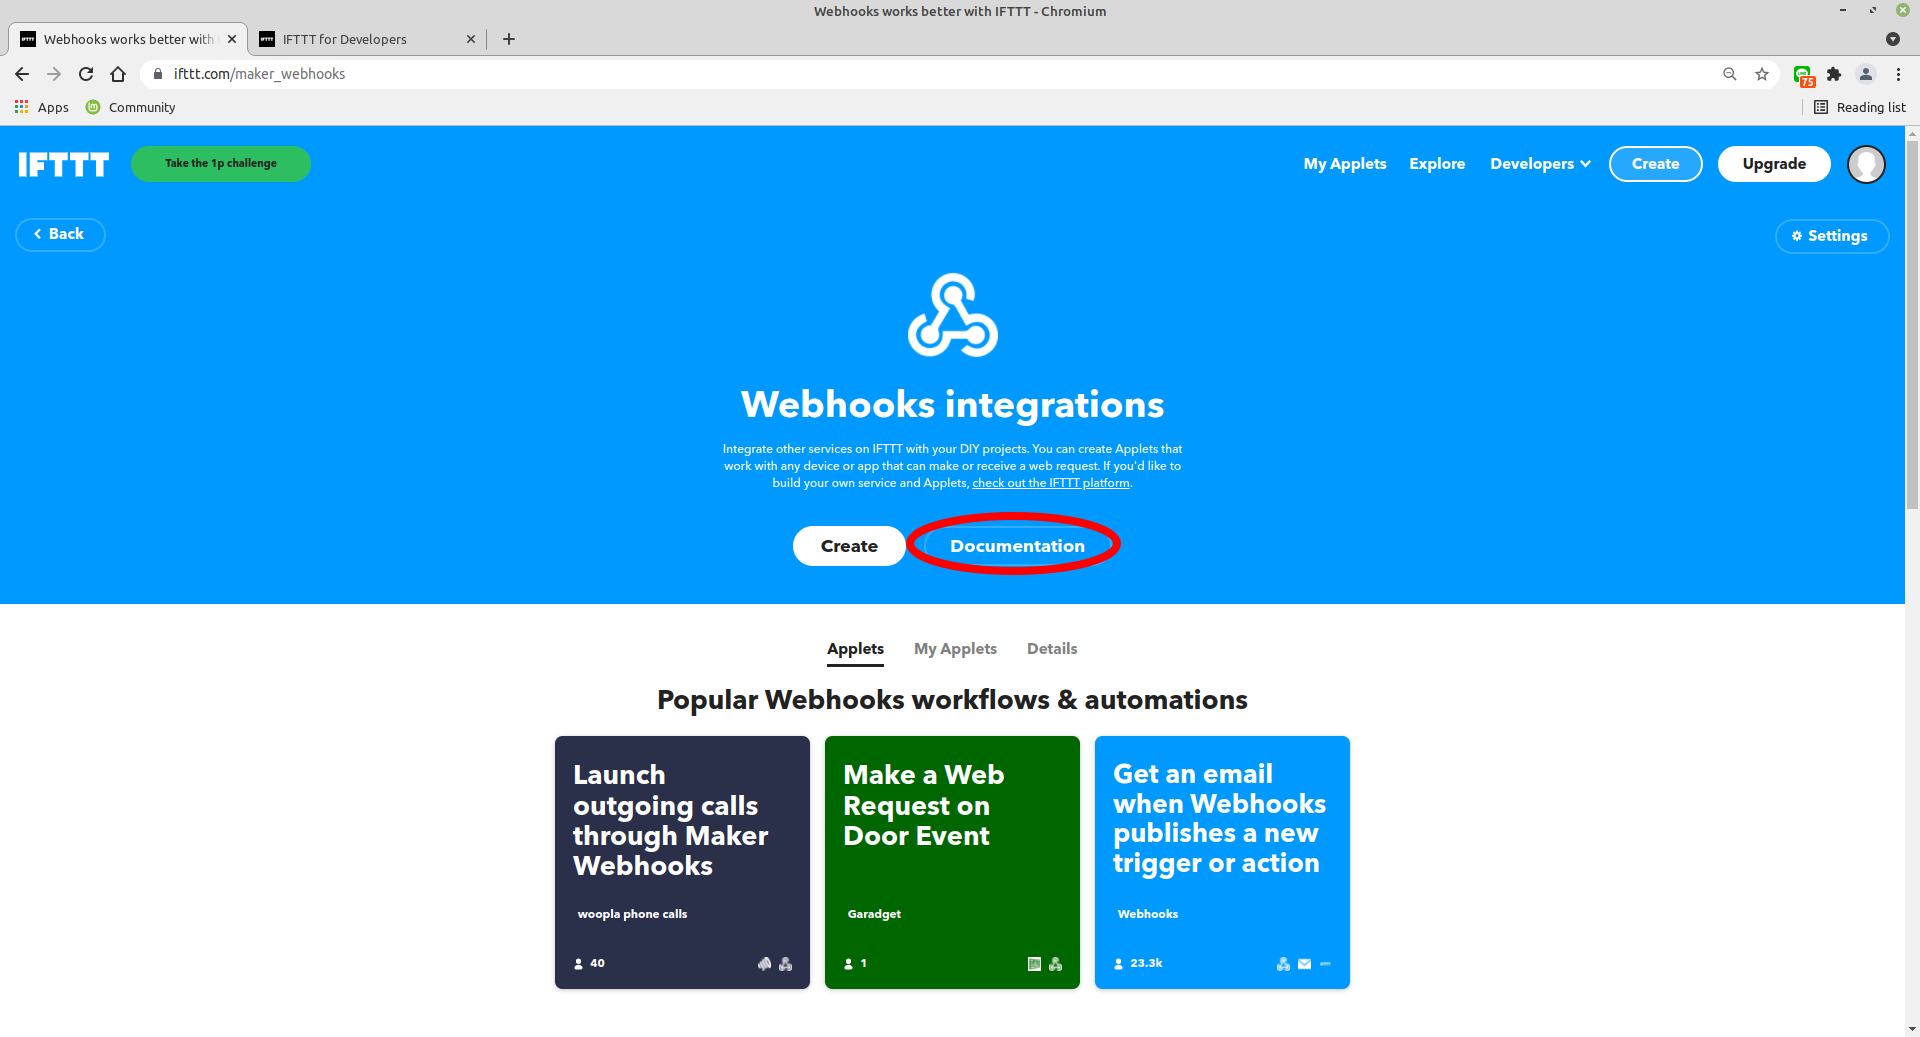 Webhooks works better with IFTTT - Chromium
Webhooks works better with
IFTTT for Developers
ifttt.com/maker_webhooks
75
Apps
Community
Reading list
IFTTT
Take the 1p challenge
My Applets
Explore
Developers
Create
Upgrade
Back
Settings
Webhooks integrations
Integrate other services on IFTTT with your DIY projects. You can create Applets that
work with any device or app that can make or receive a web request. If you'd like to
build your own service and Applets, check out the IFTTT platform.
Create
Documentation
Applets
My Applets
Details
Popular Webhooks workflows & automations
Launch
outgoing calls
through Maker
Webhooks
woopla phone calls
40
Make a Web
Request on
Door Event
Garadget
1
Get an email
when Webhooks
publishes a new
trigger or action
Webhooks
23.3k